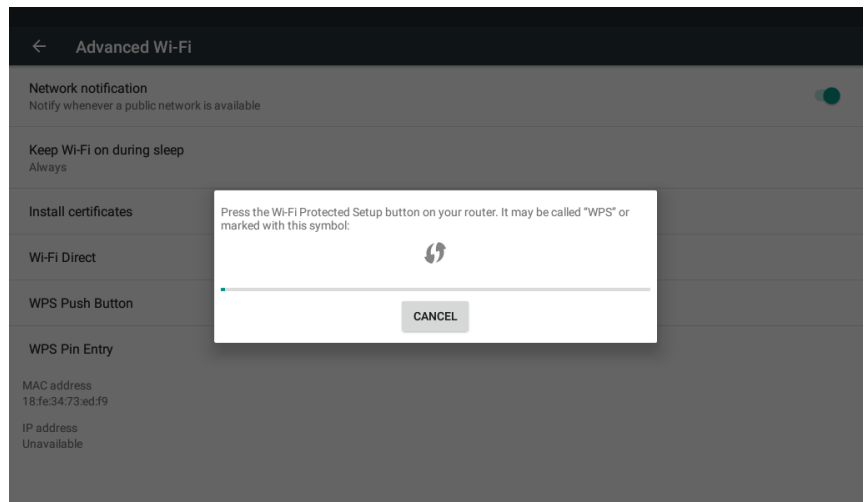 Advanced Wi-Fi
Network notification
Notify whenever a public network is available
Keep Wi-Fi on during sleep
Always
Install certificates
Wi-Fi Direct
WPS Push Button
WPS Pin Entry
MAC address
18:fe:34:73:ed:f9
IP address
Unavailable
Press the Wi-Fi Protected Setup button on your router. It may be called "WPS" or
marked with this symbol:
CANCEL